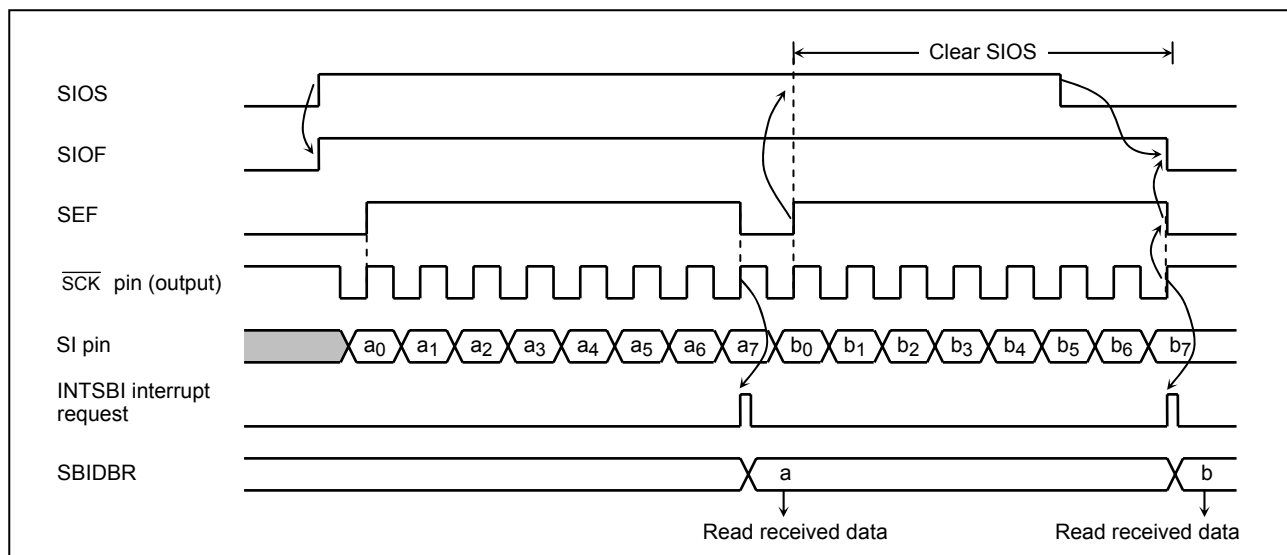 Clear SIOS
SIOS
SIOF
SEF
SCK pin (output)
SI pin
a0 a1 a2 a3 a4 a5 a6 a7 b0 b1 b2 b3 b4 b5 b6 b7
INTSBI interrupt
request
SBIDBR
a
b
Read received data
Read received data